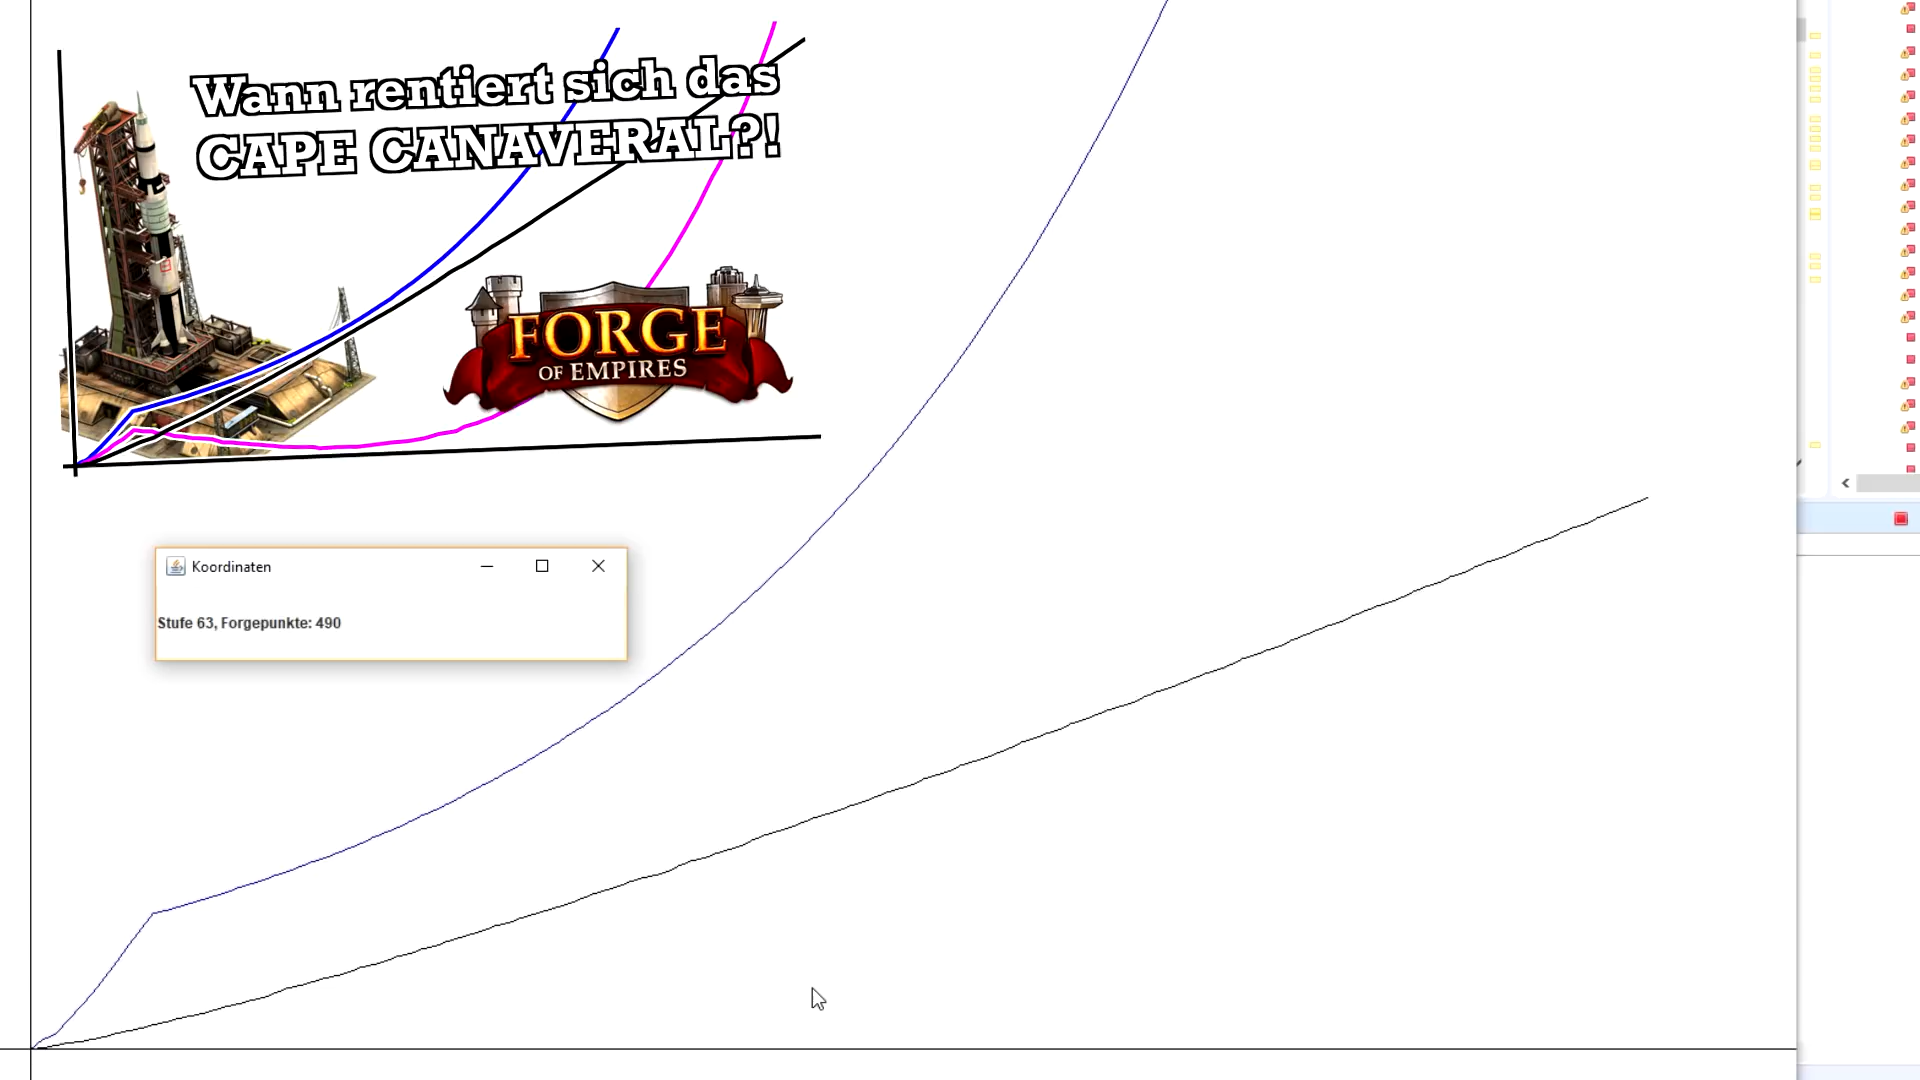 Wann rentiert sich das
CAPE CANAVERAL?!
FORGE
OF EMPIRES
Koordinaten
Stufe 63, Forgepunkte: 490